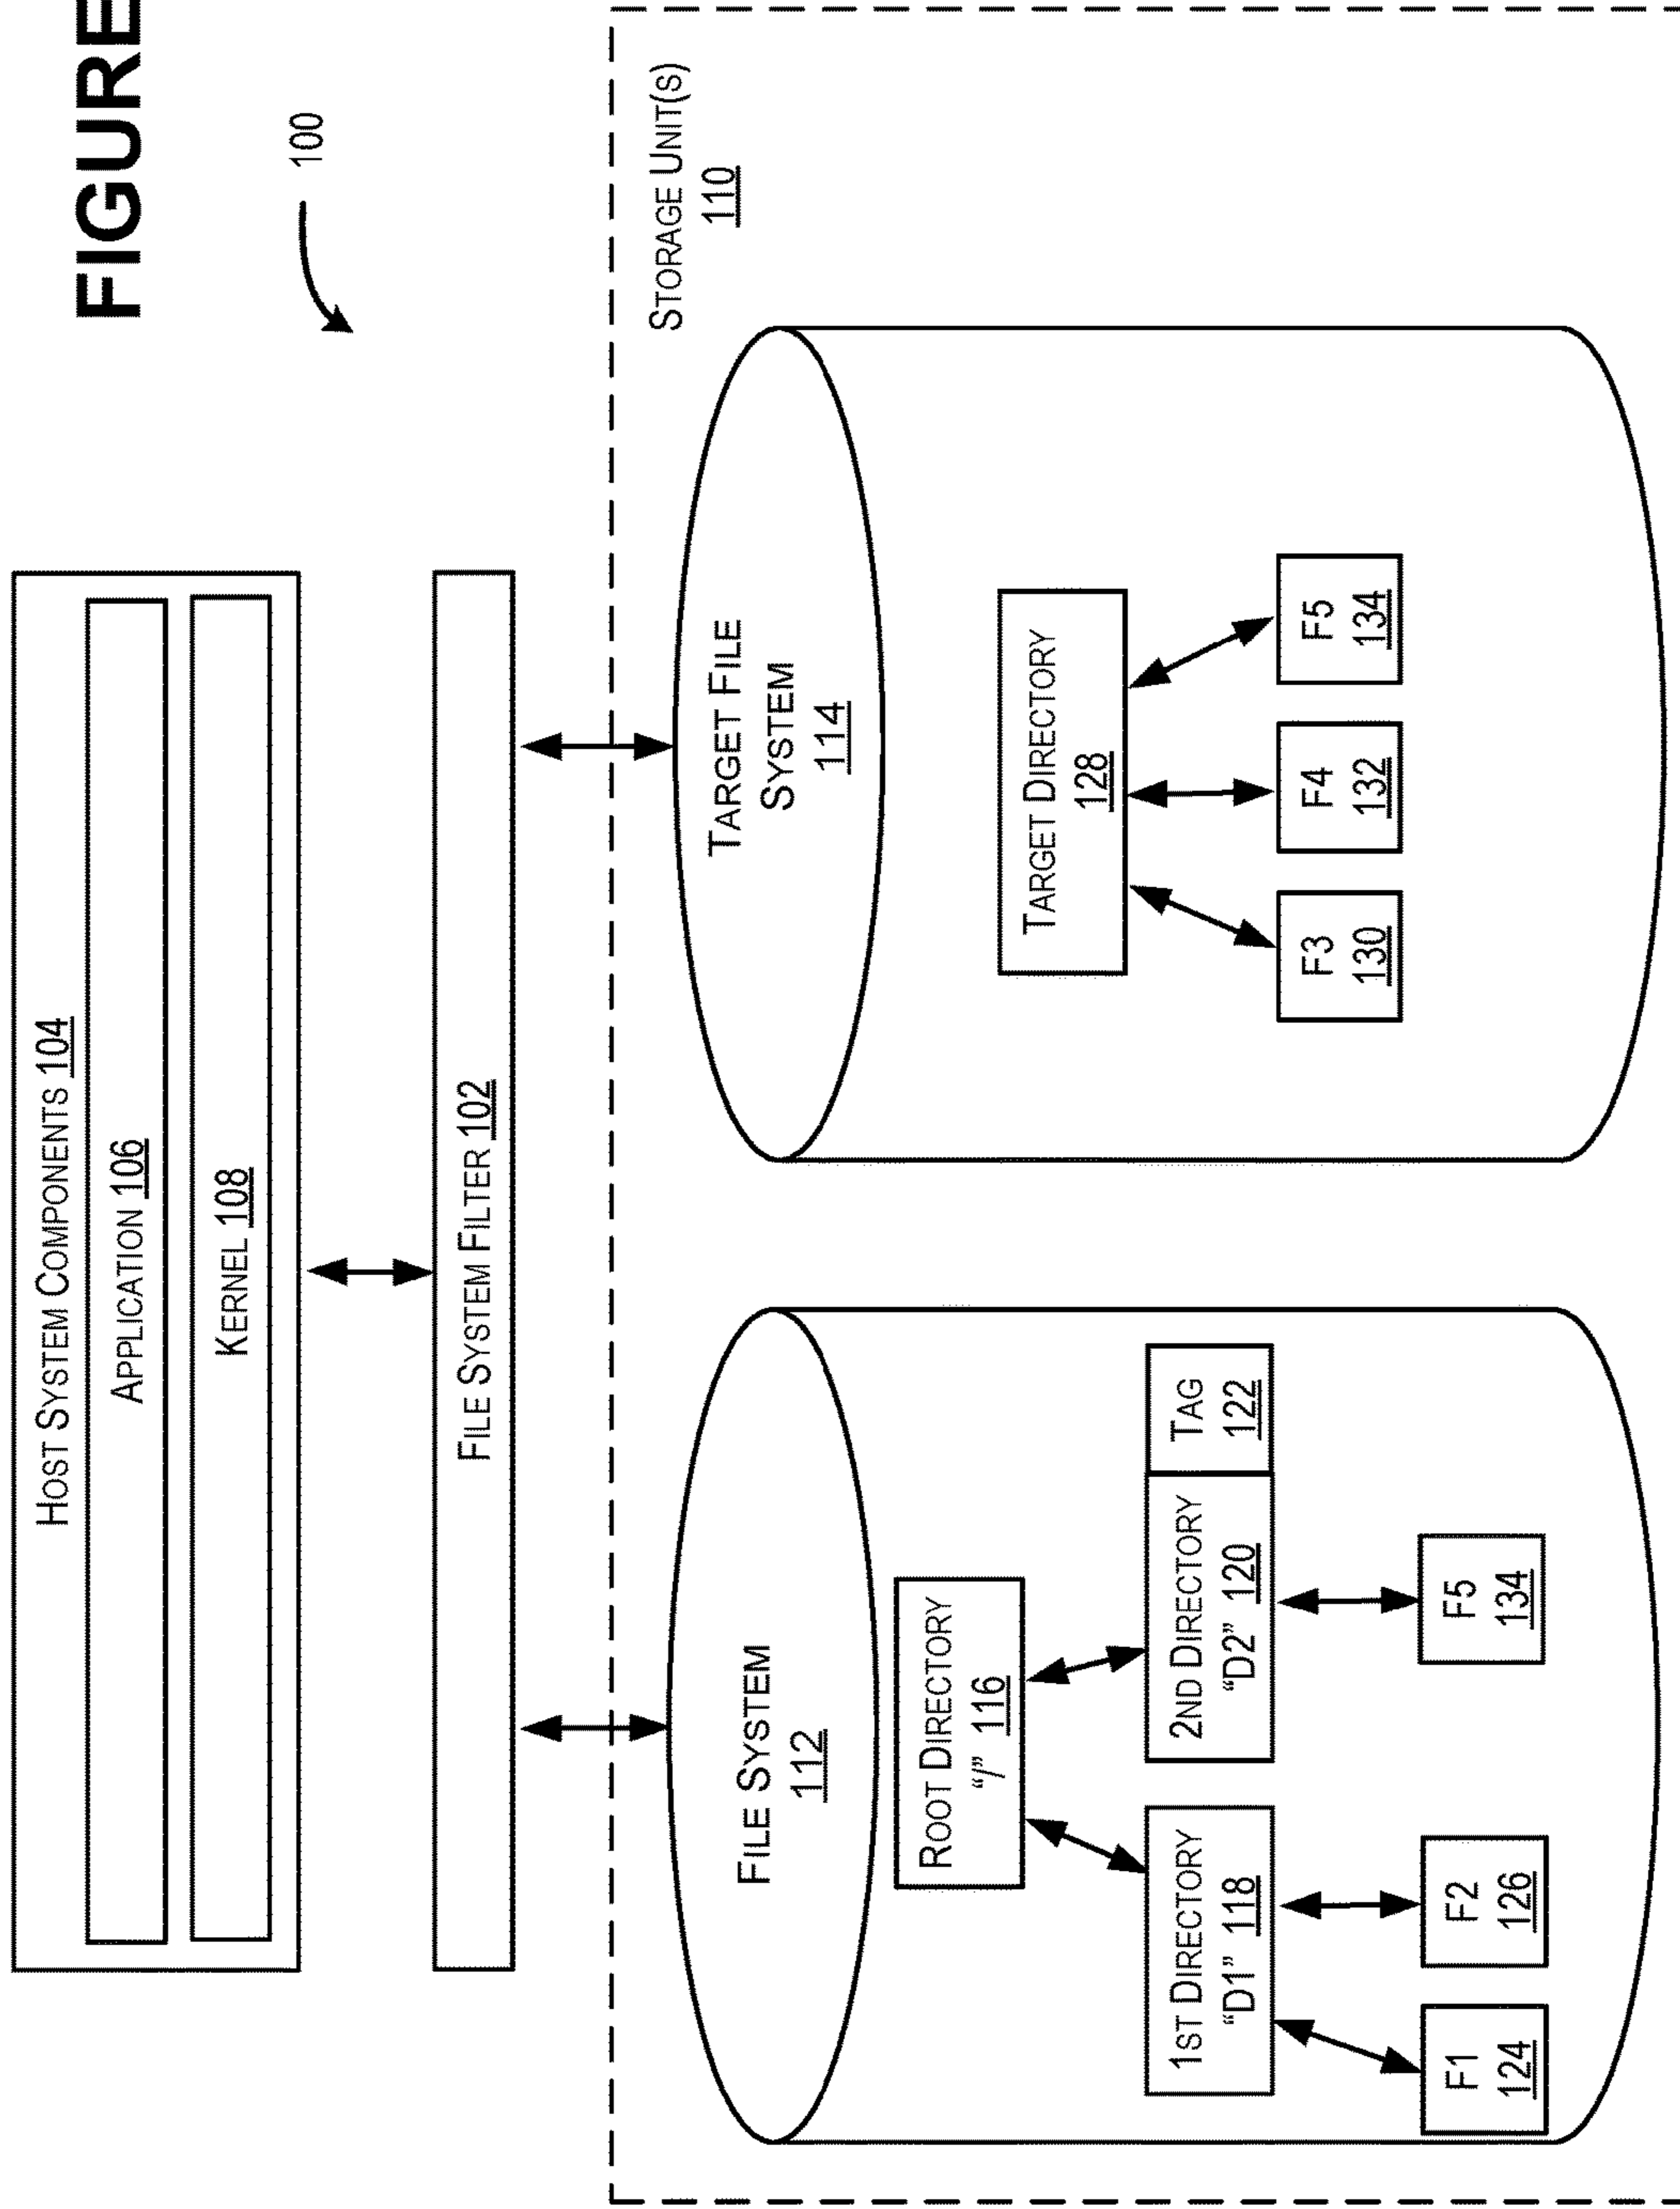 FIGURE
100
HOST SYSTEM COMPONENTS 104
APPLICATION 106
KERNEL 108
FILE SYSTEM FILTER 102
STORAGE UNIT(S)
110
FILE SYSTEM
112
ROOT DIRECTORY
"/" 116
1ST DIRECTORY
"D1" 118
2ND DIRECTORY
"D2" 120
TAG
122
F1
124
F2
126
F5
134
TARGET FILE
SYSTEM
114
TARGET DIRECTORY
128
F3
130
F4
132
F5
134